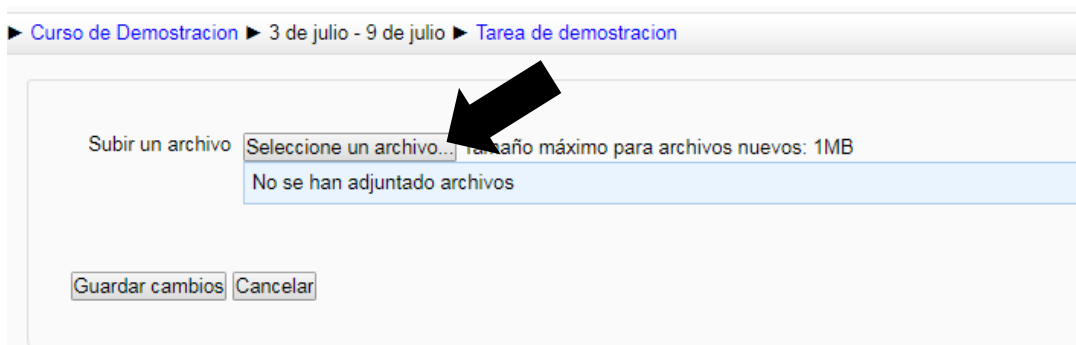 ► Curso de Demostracion ► 3 de julio - 9 de julio ► Tarea de demostracion
Subir un archivo Seleccione un archivo... Tamaño máximo para archivos nuevos: 1MB
No se han adjuntado archivos
Guardar cambios Cancelar